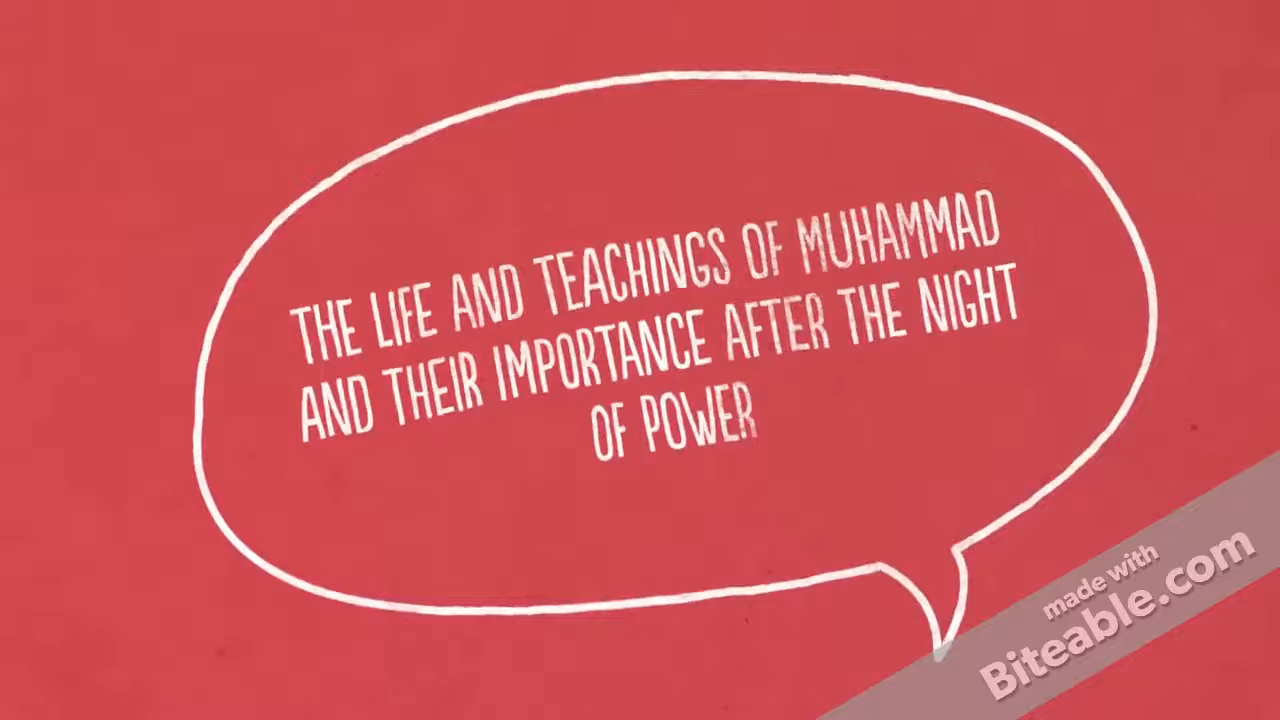 THE LIFE AND TEACHINGS OF MUHAMMAD
AND THEIR IMPORTANCE AFTER THE NIGHT
OF POWER
made with
Biteable.com